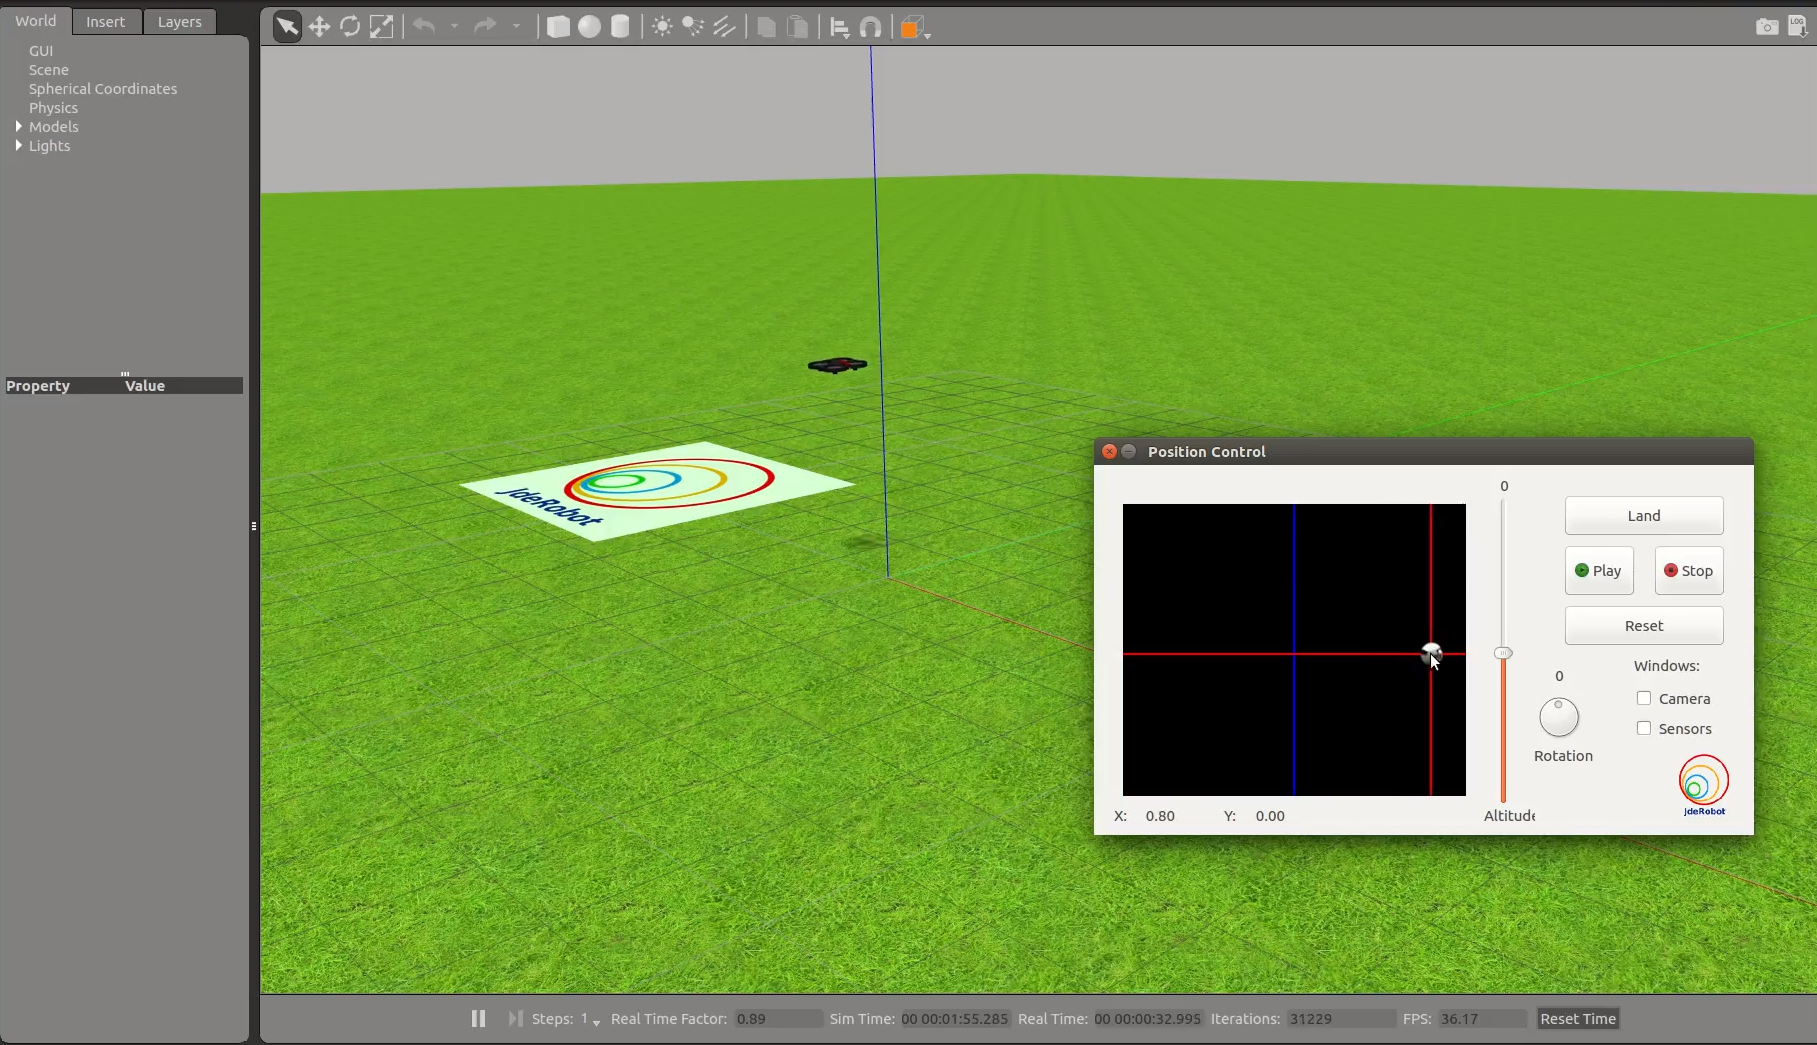 World
Insert
Layers
GUI
Scene
Spherical Coordinates
Physics
Models
Lights
Property Value
LOG
JdeRobot
Position Control
0
Land
Play
Stop
Reset
Windows:
0
Camera
Sensors
Rotation
JdeRobot
X: 0.80 Y: 0.00
Altitude
Steps: 1 Real Time Factor: 0.89 Sim Time: 00 00:01:55.285 Real Time: 00 00:00:32.995 Iterations: 31229 FPS: 36.17 Reset Time